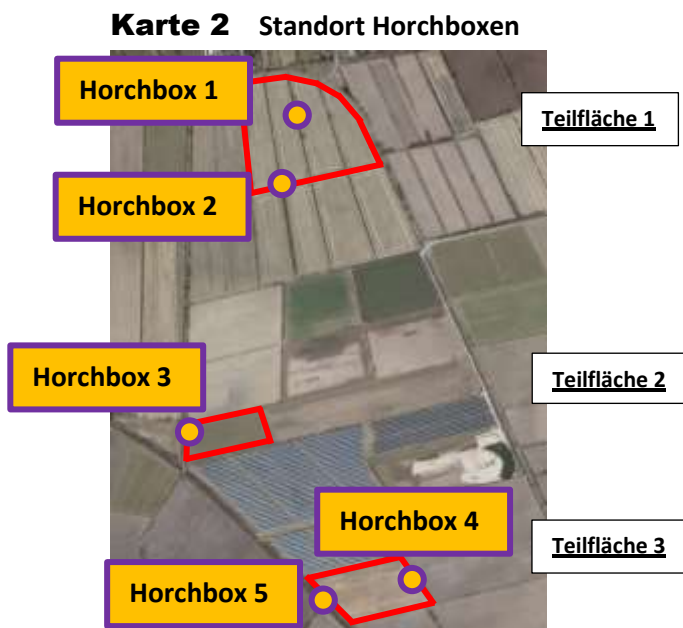 Karte 2 Standort Horchboxen
Horchbox 1
Teilfläche 1
Horchbox 2
Horchbox 3
Teilfläche 2
Horchbox 4
Teilfläche 3
Horchbox 5